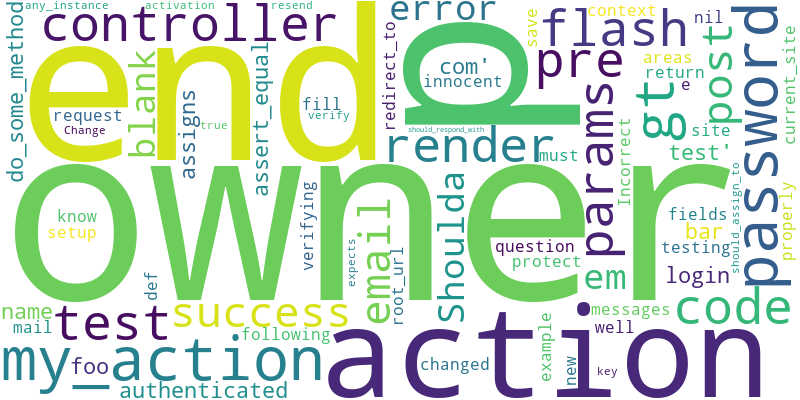 any_instance
activation
resend
do_some_method
controller
error
save
context
nil
flash
password
end
p
com'
innocent
redirect_to
pre
areas
return
e
post
current_site
blank
request
Change
assigns
true
assert_equal
fill
verify
should_respond_with
render
must
params
gt
site
test'
Incorrect
owner
know
setup
verifying
expects
email
root_url
Shoulda
question
protect
em
fields
bar
testing
login
should_assign_to
properly
name
mail
test
def
success
following
action
messages
well
code
my_action
foo
authenticated
changed
example
new
key